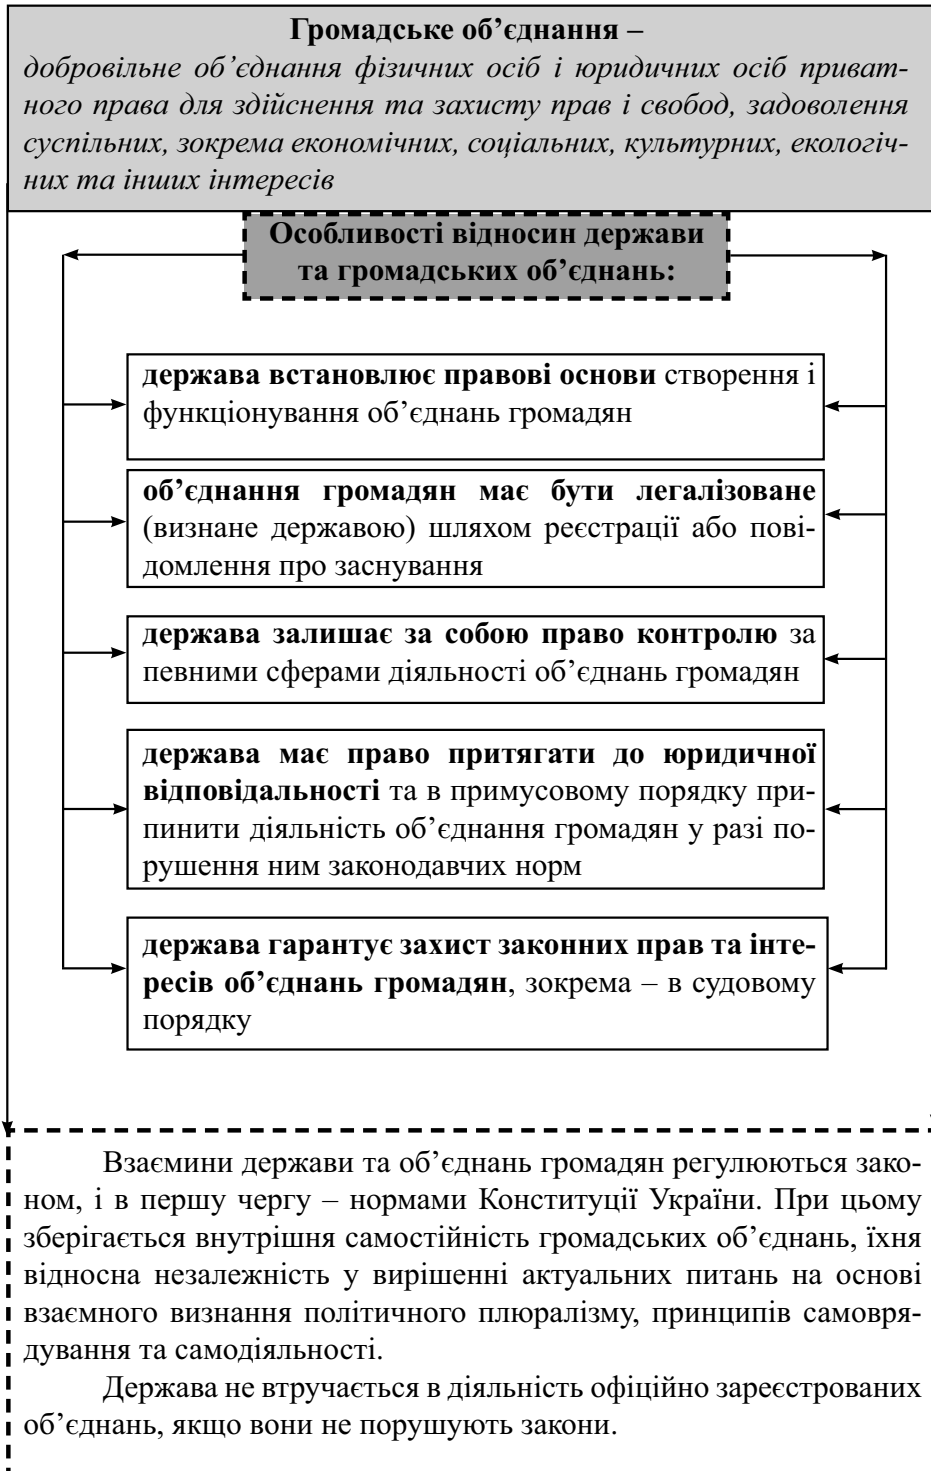 Громадське об’єднання –
добровільне об’єднання фізичних осіб і юридичних осіб приват-
ного права для здійснення та захисту прав і свобод, задоволення
суспільних, зокрема економічних, соціальних, культурних, екологіч-
них та інших інтересів
Особливості відносин держави
та громадських об’єднань:
держава встановлює правові основи створення і
функціонування об’єднань громадян
об’єднання громадян має бути легалізоване
(визнане державою) шляхом реєстрації або пові-
домлення про заснування
держава залишає за собою право контролю за
певними сферами діяльності об’єднань громадян
держава має право притягати до юридичної
відповідальності та в примусовому порядку при-
пинити діяльність об’єднання громадян у разі по-
рушення ним законодавчих норм
держава гарантує захист законних прав та інте-
ресів об’єднань громадян, зокрема – в судовому
порядку
Взаємини держави та об’єднань громадян регулюються зако-
ном, і в першу чергу – нормами Конституції України. При цьому
зберігається внутрішня самостійність громадських об’єднань, їхня
відносна незалежність у вирішенні актуальних питань на основі
взаємного визнання політичного плюралізму, принципів самовря-
дування та самодіяльності.
Держава не втручається в діяльність офіційно зареєстрованих
об’єднань, якщо вони не порушують закони.